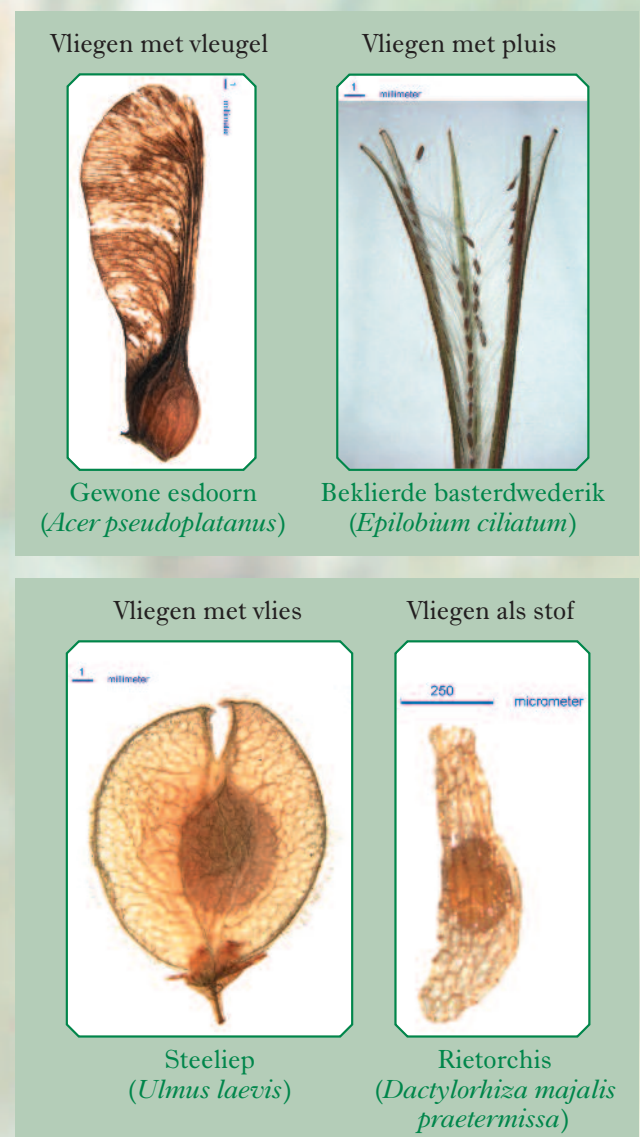 Vliegen met vleugel
Vliegen met pluis
1 millimeter
1 millimeter
Gewone esdoorn
(Acer pseudoplatanus)
Beklierde basterdwederik
(Epilobium ciliatum)
Vliegen met vlies
Vliegen als stof
1 millimeter
250 micrometer
Steeliep
(Ulmus laevis)
Rietorchis
(Dactylorhiza majalis
praetermissa)